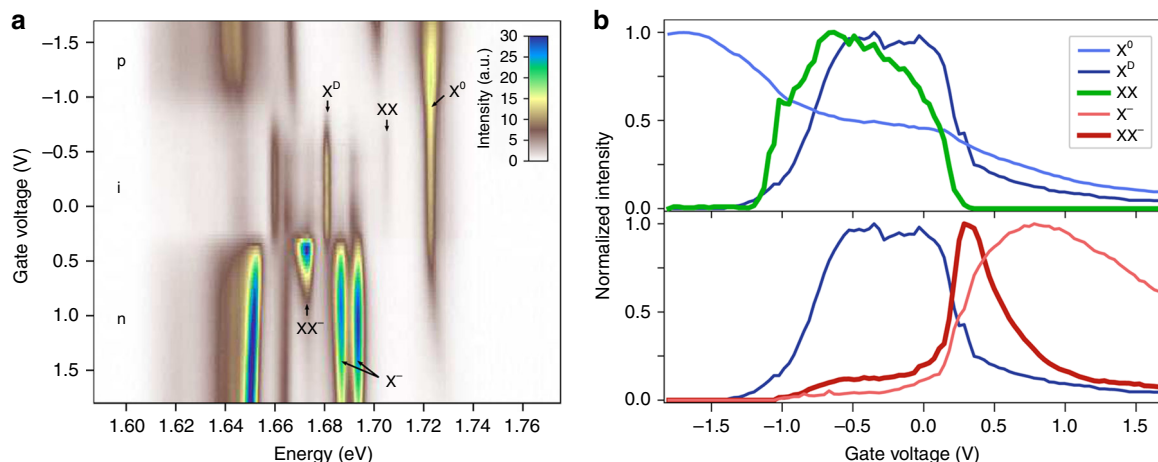 a
−1.5
−1.0
−0.5
0.0
0.5
1.0
1.5
Gate voltage (V)
p
i
n
X^D
XX
X^0
XX^−
X^−
Intensity (a.u.)
30
25
20
15
10
5
0
1.60
1.62
1.64
1.66
1.68
1.70
1.72
1.74
1.76
Energy (eV)
b
Normalized intensity
1.0
0.5
0.0
X^0
X^D
XX
X^−
XX^−
1.0
0.5
0.0
−1.5
−1.0
−0.5
0.0
0.5
1.0
1.5
Gate voltage (V)